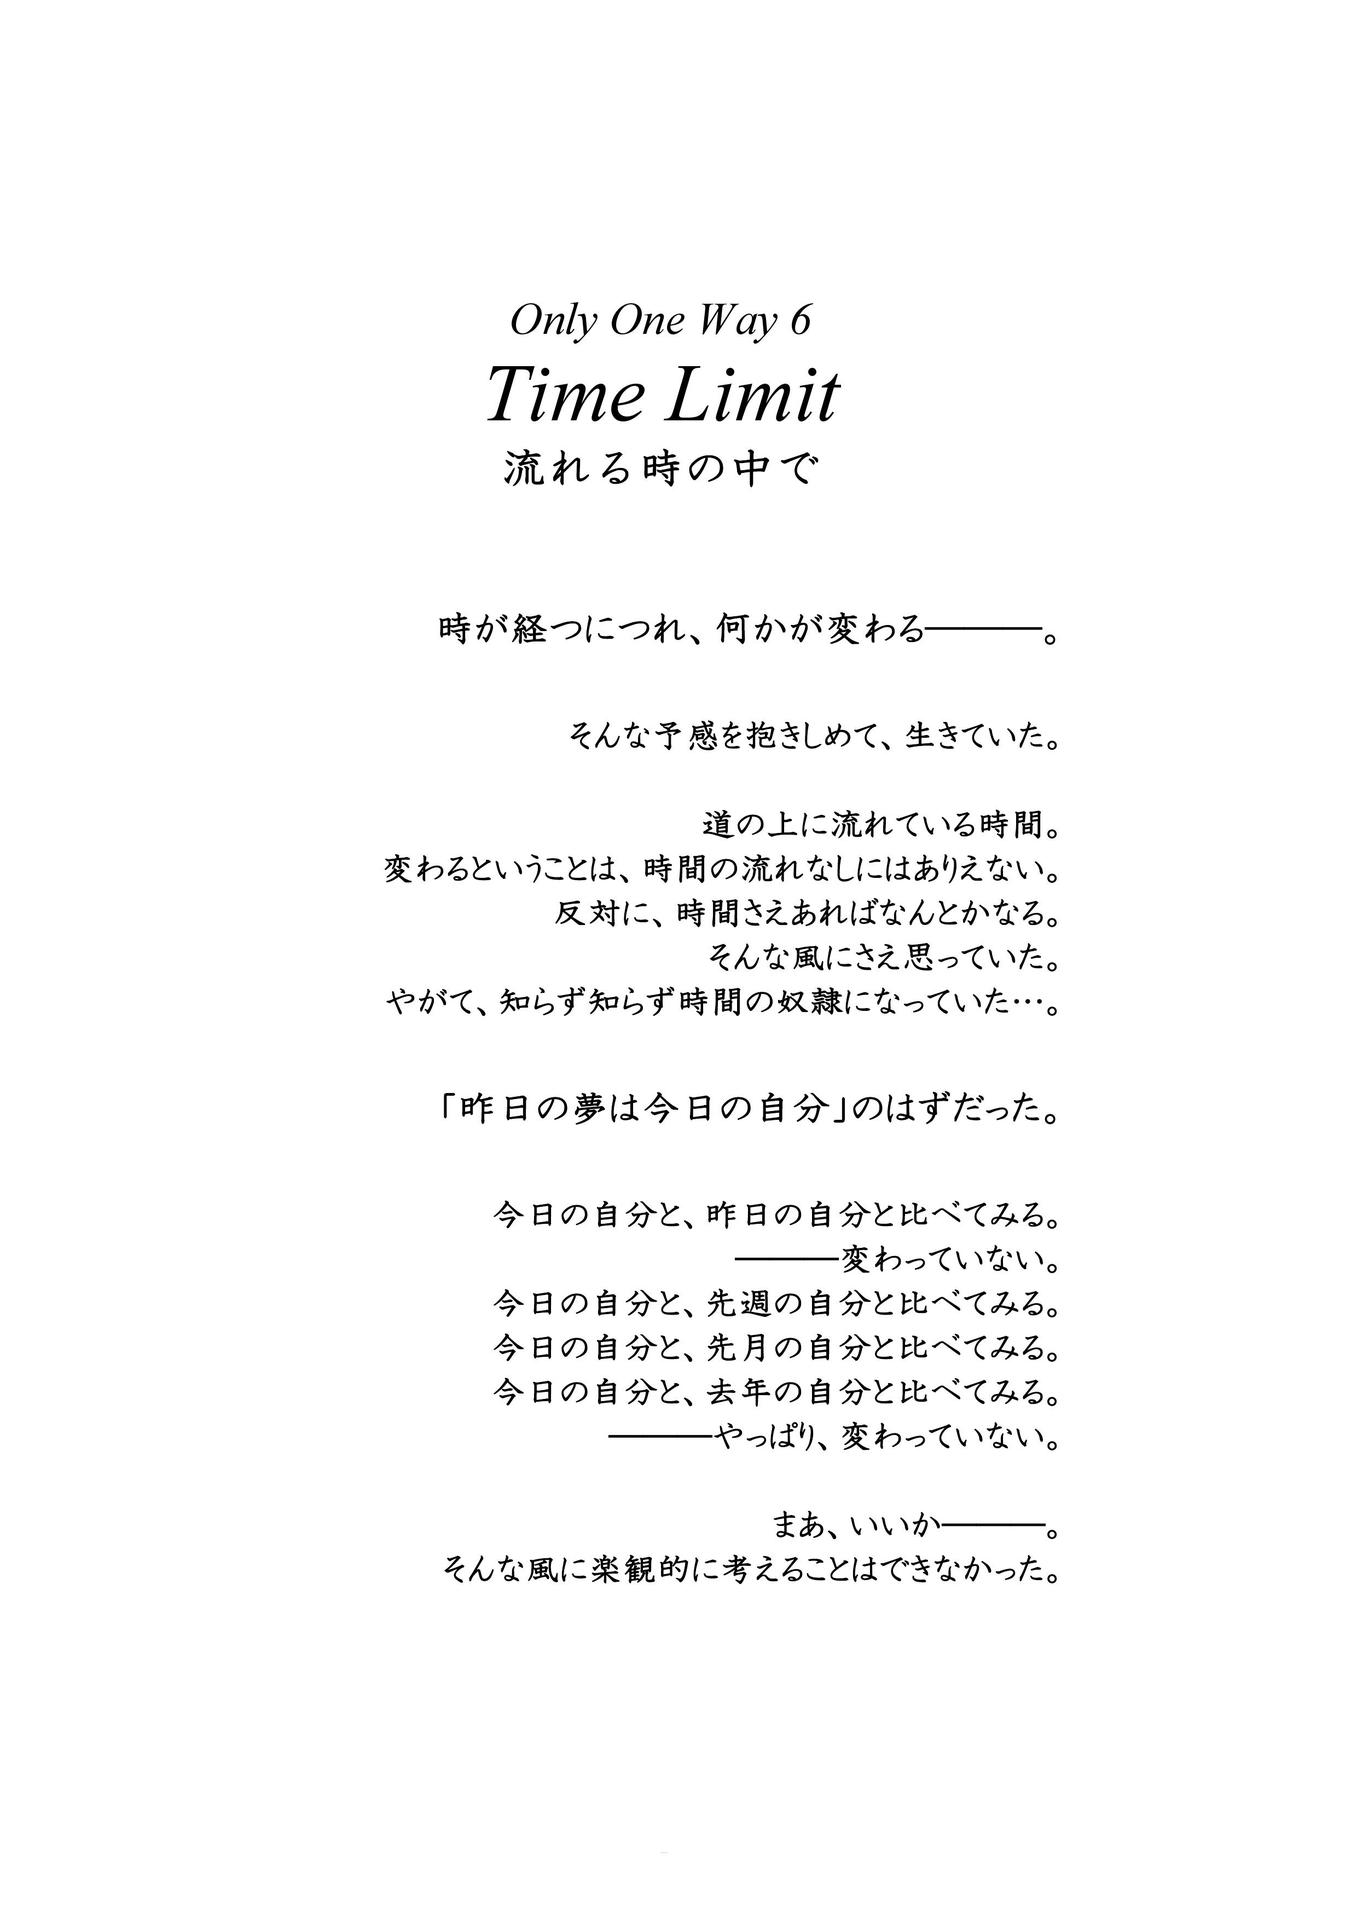 Only One Way 6
Time Limit
流れる時の中で
時が経つにつれ、何かが変わる―――。
そんな予感を抱きしめて、生きていた。
道の上に流れている時間。
変わるということは、時間の流れなしにはありえない。
反対に、時間さえあればなんとかなる。
そんな風にさえ思っていた。
やがて、知らず知らず時間の奴隷になっていた…。
「昨日の夢は今日の自分」のはずだった。
今日の自分と、昨日の自分と比べてみる。
―――変わっていない。
今日の自分と、先週の自分と比べてみる。
今日の自分と、先月の自分と比べてみる。
今日の自分と、去年の自分と比べてみる。
―――やっぱり、変わっていない。
まあ、いいか―――。
そんな風に楽観的に考えることはできなかった。